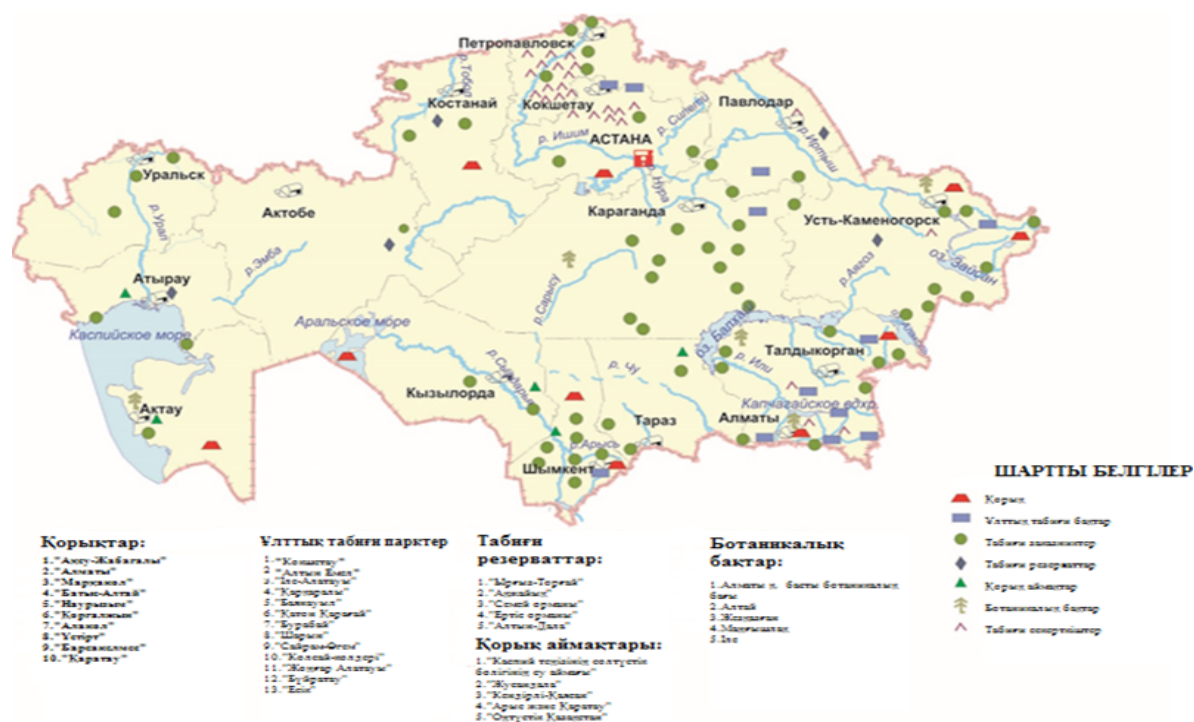 Петропавловск
р.Тобол
Костанай
Кокшетау
Павлодар
р. Силеты
р. Ишим
АСТАНА
р.Иртыш
р.Нура
Уральск
Актобе
Караганда
Усть-Каменогорск
р.Урал
р.Эмба
Атырау
р.Сарысу
р.Аягоз
оз. Зайсан
Каспийское море
Аральское море
оз. Балхаш
Талдыкорган
р. Или
р.Сырдарья
р. Чу
Кызылорда
Капчагайское вдхр.
Актау
Тараз
Алматы
р.Арысь
Шымкент
ШАРТТЫ БЕЛГІЛЕР
Қорық
Ұлттық табиғи бақтар
Табиғи заказниктер
Табиғи резерваттар
Қорық аймақтар
Ботаникалық бақтар
Табиғи ескерткіштер
Қорықтар:
1."Ақсу-Жабағалы"
2."Алматы"
3."Марқакөл"
4."Батыс-Алтай"
5."Наурызым"
6."Қорғалжын"
7."Алакөл"
8."Үстірт"
9."Барсакелмес"
10."Қаратау"
Ұлттық табиғи парктер
1."Көкшетау"
2."Алтын Емел"
3."Іле-Алатауы"
4."Қарқаралы"
5."Баянауыл"
6."Қатон Қарағай"
7."Бурабай"
8."Шарын"
9."Сайрам-Өгем"
10."Көлсай-көлдері"
11."Жоңғар Алатауы"
12."Бұйратау"
13."Есік"
Табиғи
резерваттар:
1."Ырғыз-Торғай"
2."Ақжайық"
3."Семей орманы"
4."Ертіс орманы"
5."Алтын-Дала"
Қорық аймақтары:
1."Каспий теңізінің солтүстік
бөлігінің су аймағы"
2."Жусандала"
3."Кендірлі-Қаясан"
4."Арыс және Қаратау"
5."Оңтүстік Қазақстан"
Ботаникалық
бақтар:
1.Алматы қ. басты ботаникалық
бағы
2.Алтай
3.Жезқазған
4.Маңғышлақ
5.Іле